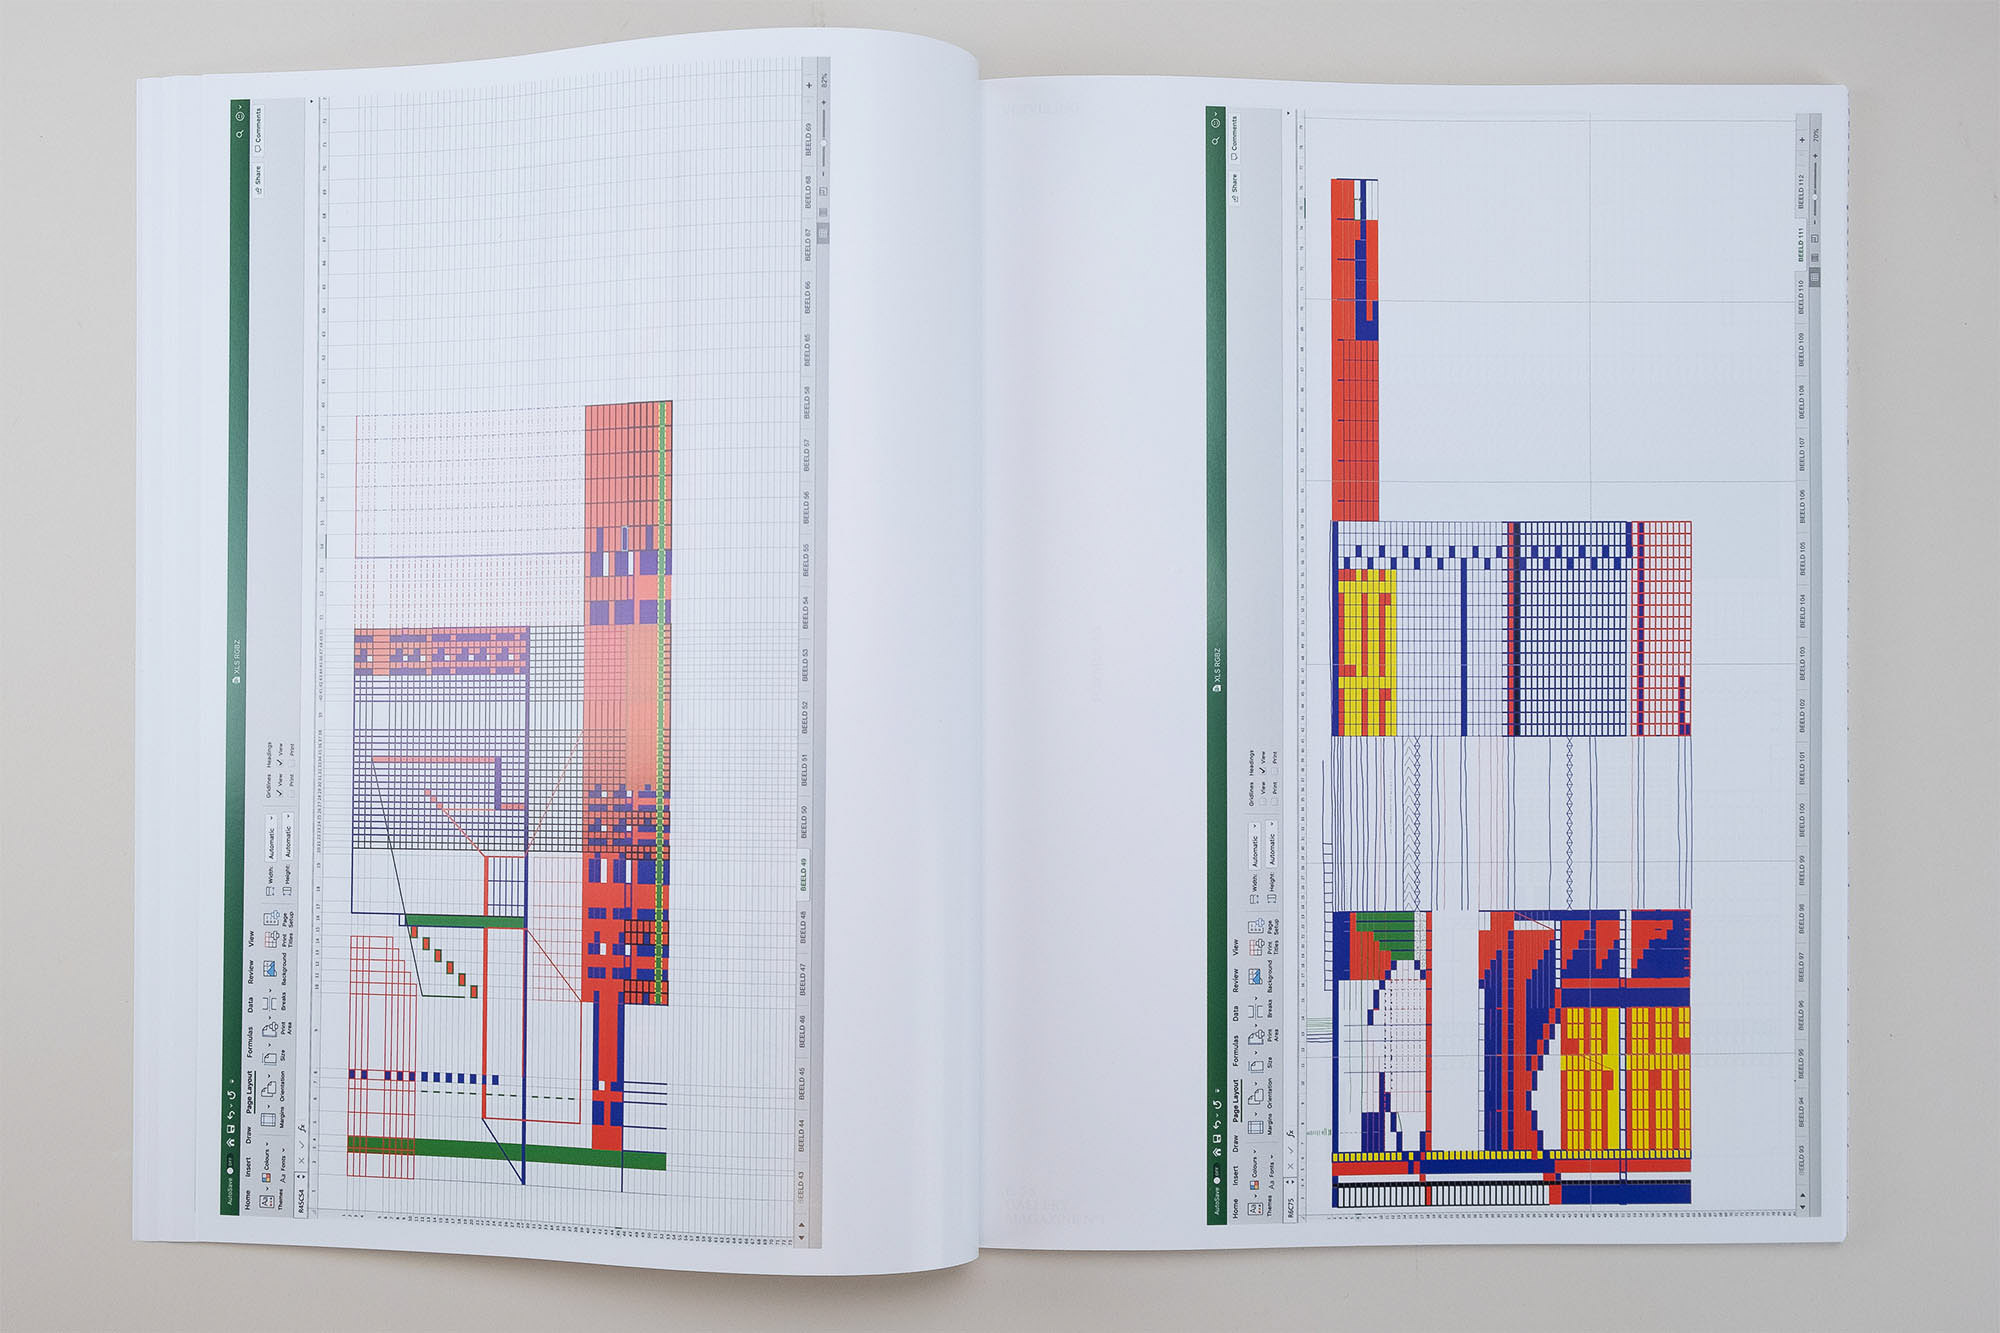 AutoSave OFF
XLS RGBZ
Home Insert Draw Page Layout Formulas Data Review View
Share Comments
Aa Colours
Themes Aa Fonts
Margins Orientation Size Print Area Breaks Background Print Titles Page Setup
Width: Automatic
Height: Automatic
Gridlines Headings
View View
Print Print
R45C54 fx
BEELD 43 BEELD 44 BEELD 45 BEELD 46 BEELD 47 BEELD 48 BEELD 49 BEELD 50 BEELD 51 BEELD 52 BEELD 53 BEELD 54 BEELD 55 BEELD 56 BEELD 57 BEELD 58 BEELD 65 BEELD 66 BEELD 67 BEELD 68 BEELD 69 +
82%
AutoSave OFF
XLS RGBZ
Home Insert Draw Page Layout Formulas Data Review View
Share Comments
Aa Colours
Themes Aa Fonts
Margins Orientation Size Print Area Breaks Background Print Titles Page Setup
Width: Automatic
Height: Automatic
Gridlines Headings
View View
Print Print
R6C75 fx
BEELD 93 BEELD 94 BEELD 95 BEELD 96 BEELD 97 BEELD 98 BEELD 99 BEELD 100 BEELD 101 BEELD 102 BEELD 103 BEELD 104 BEELD 105 BEELD 106 BEELD 107 BEELD 108 BEELD 109 BEELD 110 BEELD 111 BEELD 112 +
70%